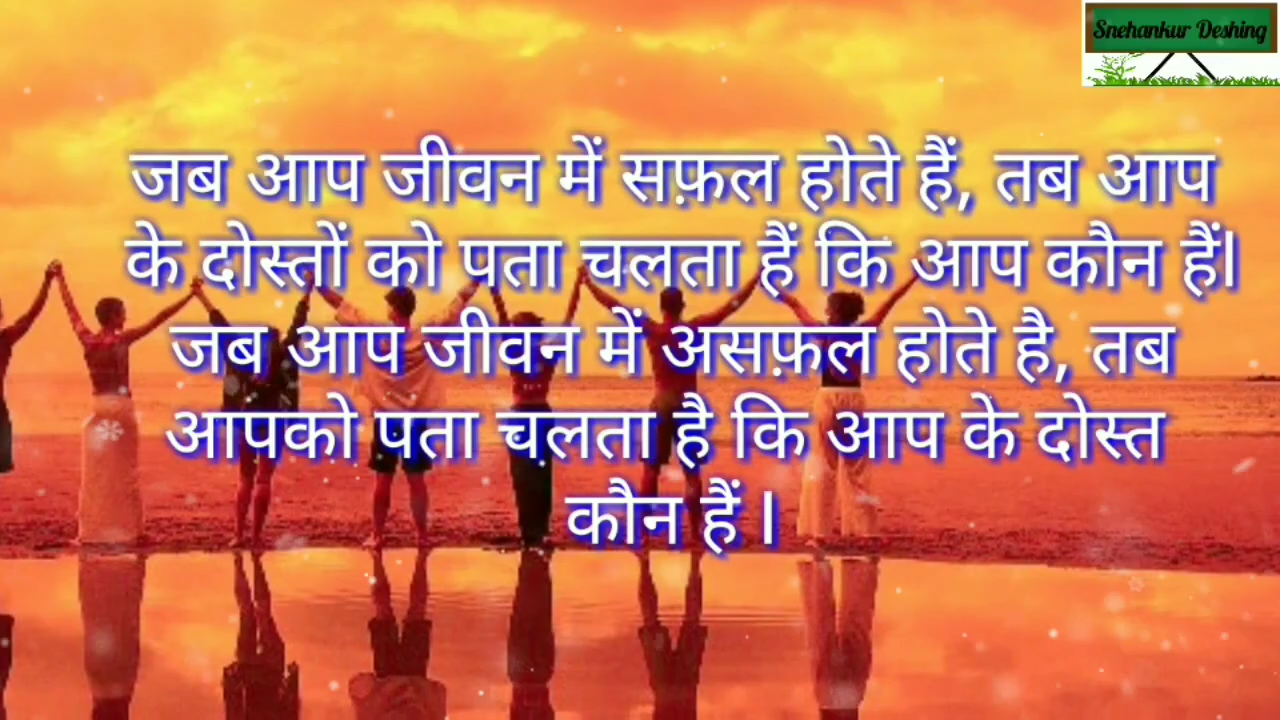 Snehankur Deshing
जब आप जीवन में सफ़ल होते हैं, तब आप
के दोस्तों को पता चलता हैं कि आप कौन हैं।
जब आप जीवन में असफ़ल होते है, तब
आपको पता चलता है कि आप के दोस्त
कौन हैं ।